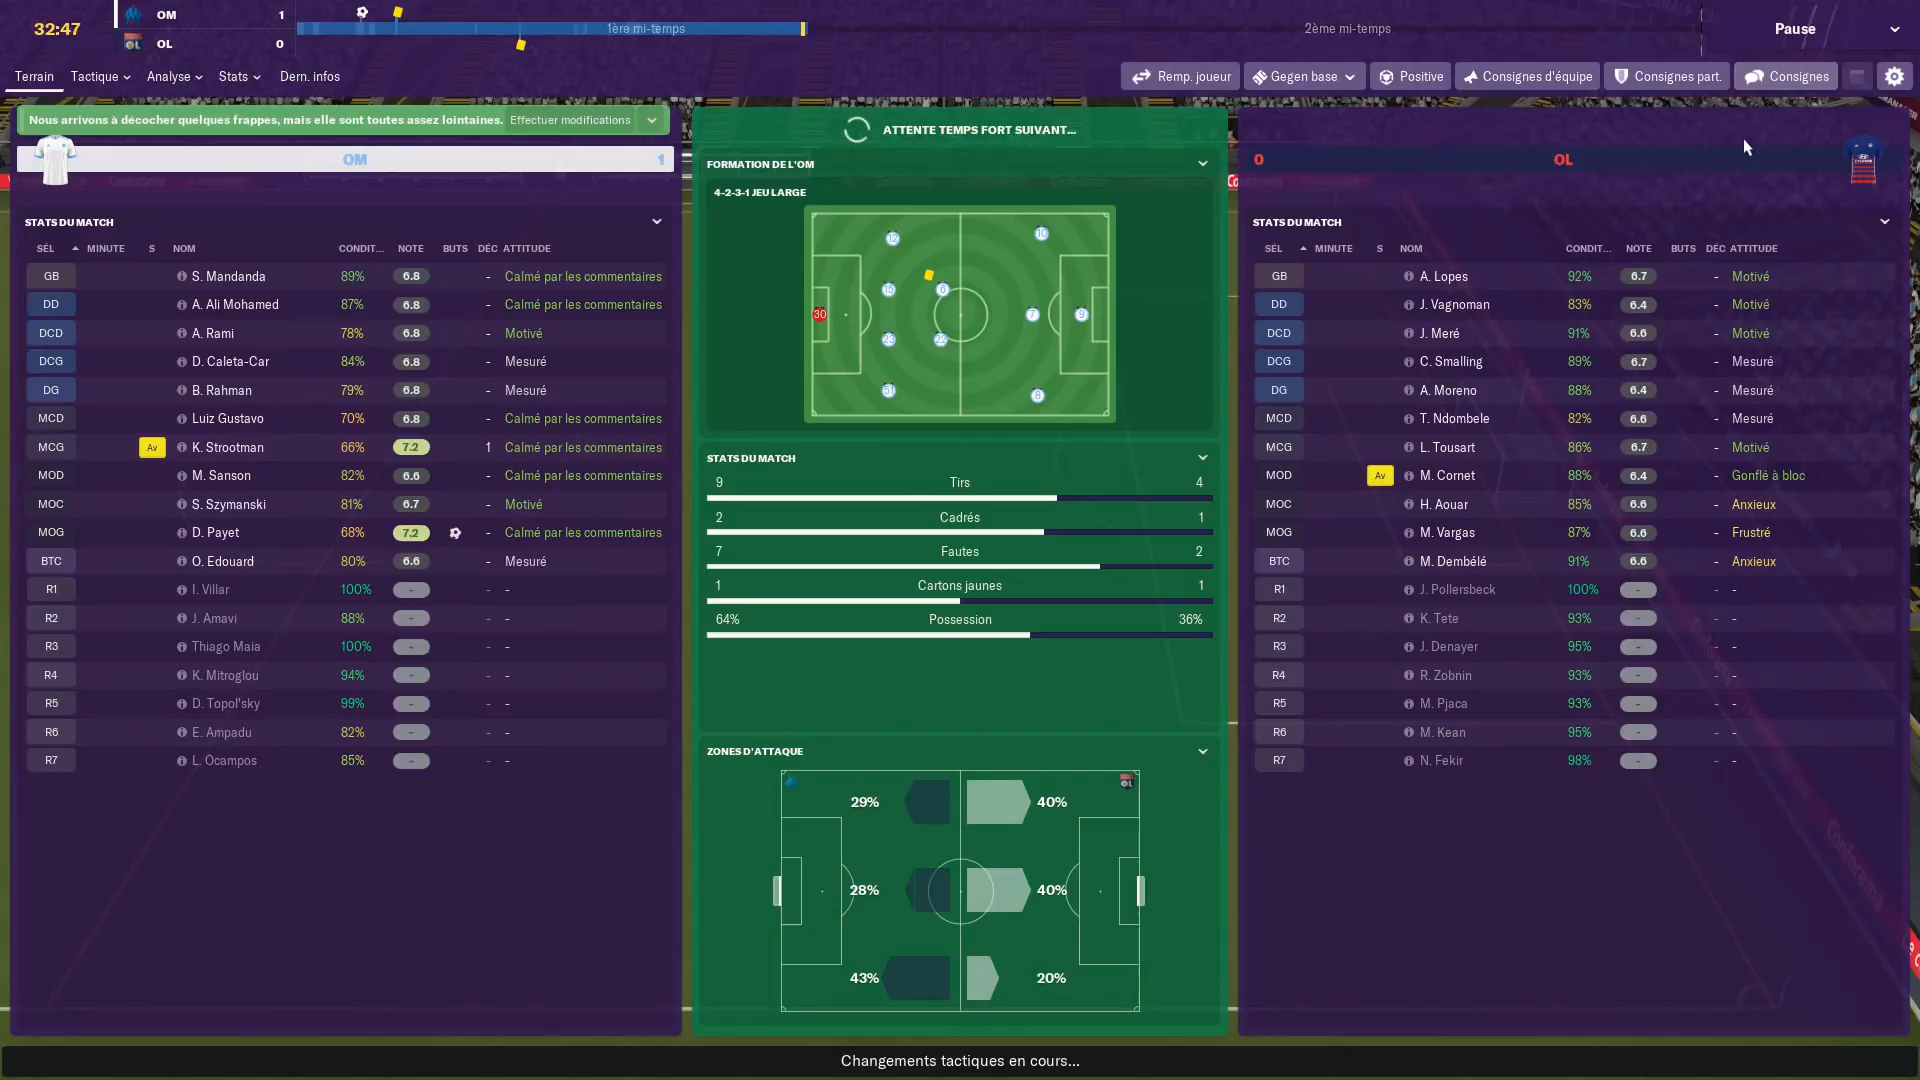 32:47
OM 1
OL 0
1ère mi-temps
2ème mi-temps
Pause
Terrain Tactique Analyse Stats Dern. infos
Remp. joueur Gegen base Positive Consignes d'équipe Consignes part. Consignes
Nous arrivons à décocher quelques frappes, mais elle sont toutes assez lointaines. Effectuer modifications
OM 1
STATS DU MATCH
SÉL MINUTE S NOM CONDIT... NOTE BUTS DÉC ATTITUDE
GB S. Mandanda 89% 6.8 - Calmé par les commentaires
DD A. Ali Mohamed 87% 6.8 - Calmé par les commentaires
DCD A. Rami 78% 6.8 - Motivé
DCG D. Caleta-Car 84% 6.8 - Mesuré
DG B. Rahman 79% 6.8 - Mesuré
MCD Luiz Gustavo 70% 6.8 - Calmé par les commentaires
MCG Av K. Strootman 66% 7.2 1 Calmé par les commentaires
MOD M. Sanson 82% 6.6 - Calmé par les commentaires
MOC S. Szymanski 81% 6.7 - Motivé
MOG D. Payet 68% 7.2 - Calmé par les commentaires
BTC O. Edouard 80% 6.6 - Mesuré
R1 I. Villar 100% - - -
R2 J. Amavi 88% - - -
R3 Thiago Maia 100% - - -
R4 K. Mitroglou 94% - - -
R5 D. Topol'sky 99% - - -
R6 E. Ampadu 82% - - -
R7 L. Ocampos 85% - - -
ATTENTE TEMPS FORT SUIVANT...
FORMATION DE L'OM
4-2-3-1 JEU LARGE
12 10
15 6
30 7 9
23 22
51 8
STATS DU MATCH
9 Tirs 4
2 Cadrés 1
7 Fautes 2
1 Cartons jaunes 1
64% Possession 36%
ZONES D'ATTAQUE
OL
29% 40%
28% 40%
43% 20%
0 OL
STATS DU MATCH
SÉL MINUTE S NOM CONDIT... NOTE BUTS DÉC ATTITUDE
GB A. Lopes 92% 6.7 - Motivé
DD J. Vagnoman 83% 6.4 - Motivé
DCD J. Meré 91% 6.6 - Motivé
DCG C. Smalling 89% 6.7 - Mesuré
DG A. Moreno 88% 6.4 - Mesuré
MCD T. Ndombele 82% 6.6 - Mesuré
MCG L. Tousart 86% 6.7 - Motivé
MOD Av M. Cornet 88% 6.4 - Gonflé à bloc
MOC H. Aouar 85% 6.6 - Anxieux
MOG M. Vargas 87% 6.6 - Frustré
BTC M. Dembélé 91% 6.6 - Anxieux
R1 J. Pollersbeck 100% - - -
R2 K. Tete 93% - - -
R3 J. Denayer 95% - - -
R4 R. Zobnin 93% - - -
R5 M. Pjaca 93% - - -
R6 M. Kean 95% - - -
R7 N. Fekir 98% - - -
Conforama
Changements tactiques en cours...